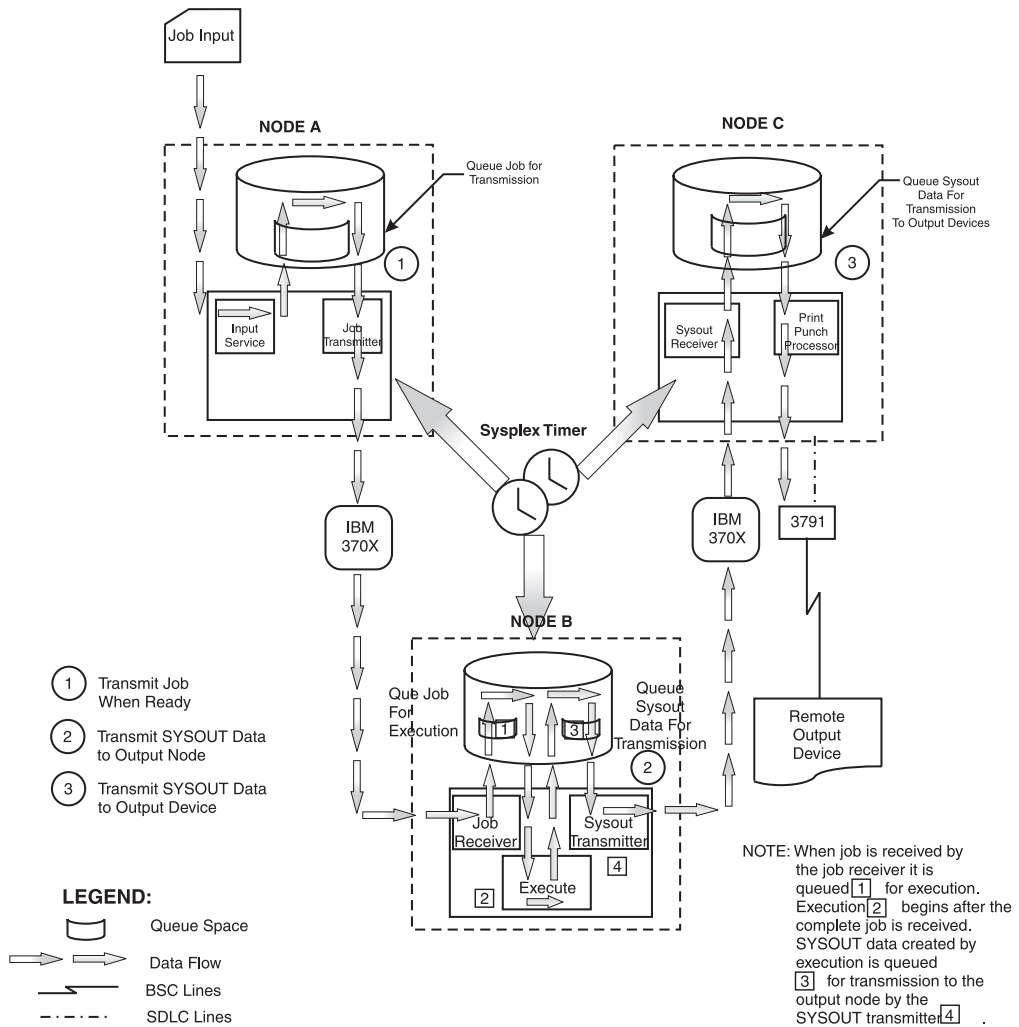 Job Input
NODE A
Queue Job for
Transmission
1
Input
Service
Job
Transmitter
NODE C
Queue Sysout
Data For
Transmission
To Output Devices
3
Sysout
Receiver
Print
Punch
Processor
Sysplex Timer
IBM
370X
IBM
370X
3791
NODE B
Que Job
For
Execution
1
3
Queue
Sysout
Data For
Transmission
2
Job
Receiver
Sysout
Transmitter
4
2
Execute
Remote
Output
Device
1 Transmit Job
When Ready
2 Transmit SYSOUT Data
to Output Node
3 Transmit SYSOUT Data
to Output Device
LEGEND:
Queue Space
Data Flow
BSC Lines
SDLC Lines
NOTE: When job is received by
the job receiver it is
queued 1 for execution.
Execution 2 begins after the
complete job is received.
SYSOUT data created by
execution is queued
3 for transmission to the
output node by the
SYSOUT transmitter 4 .